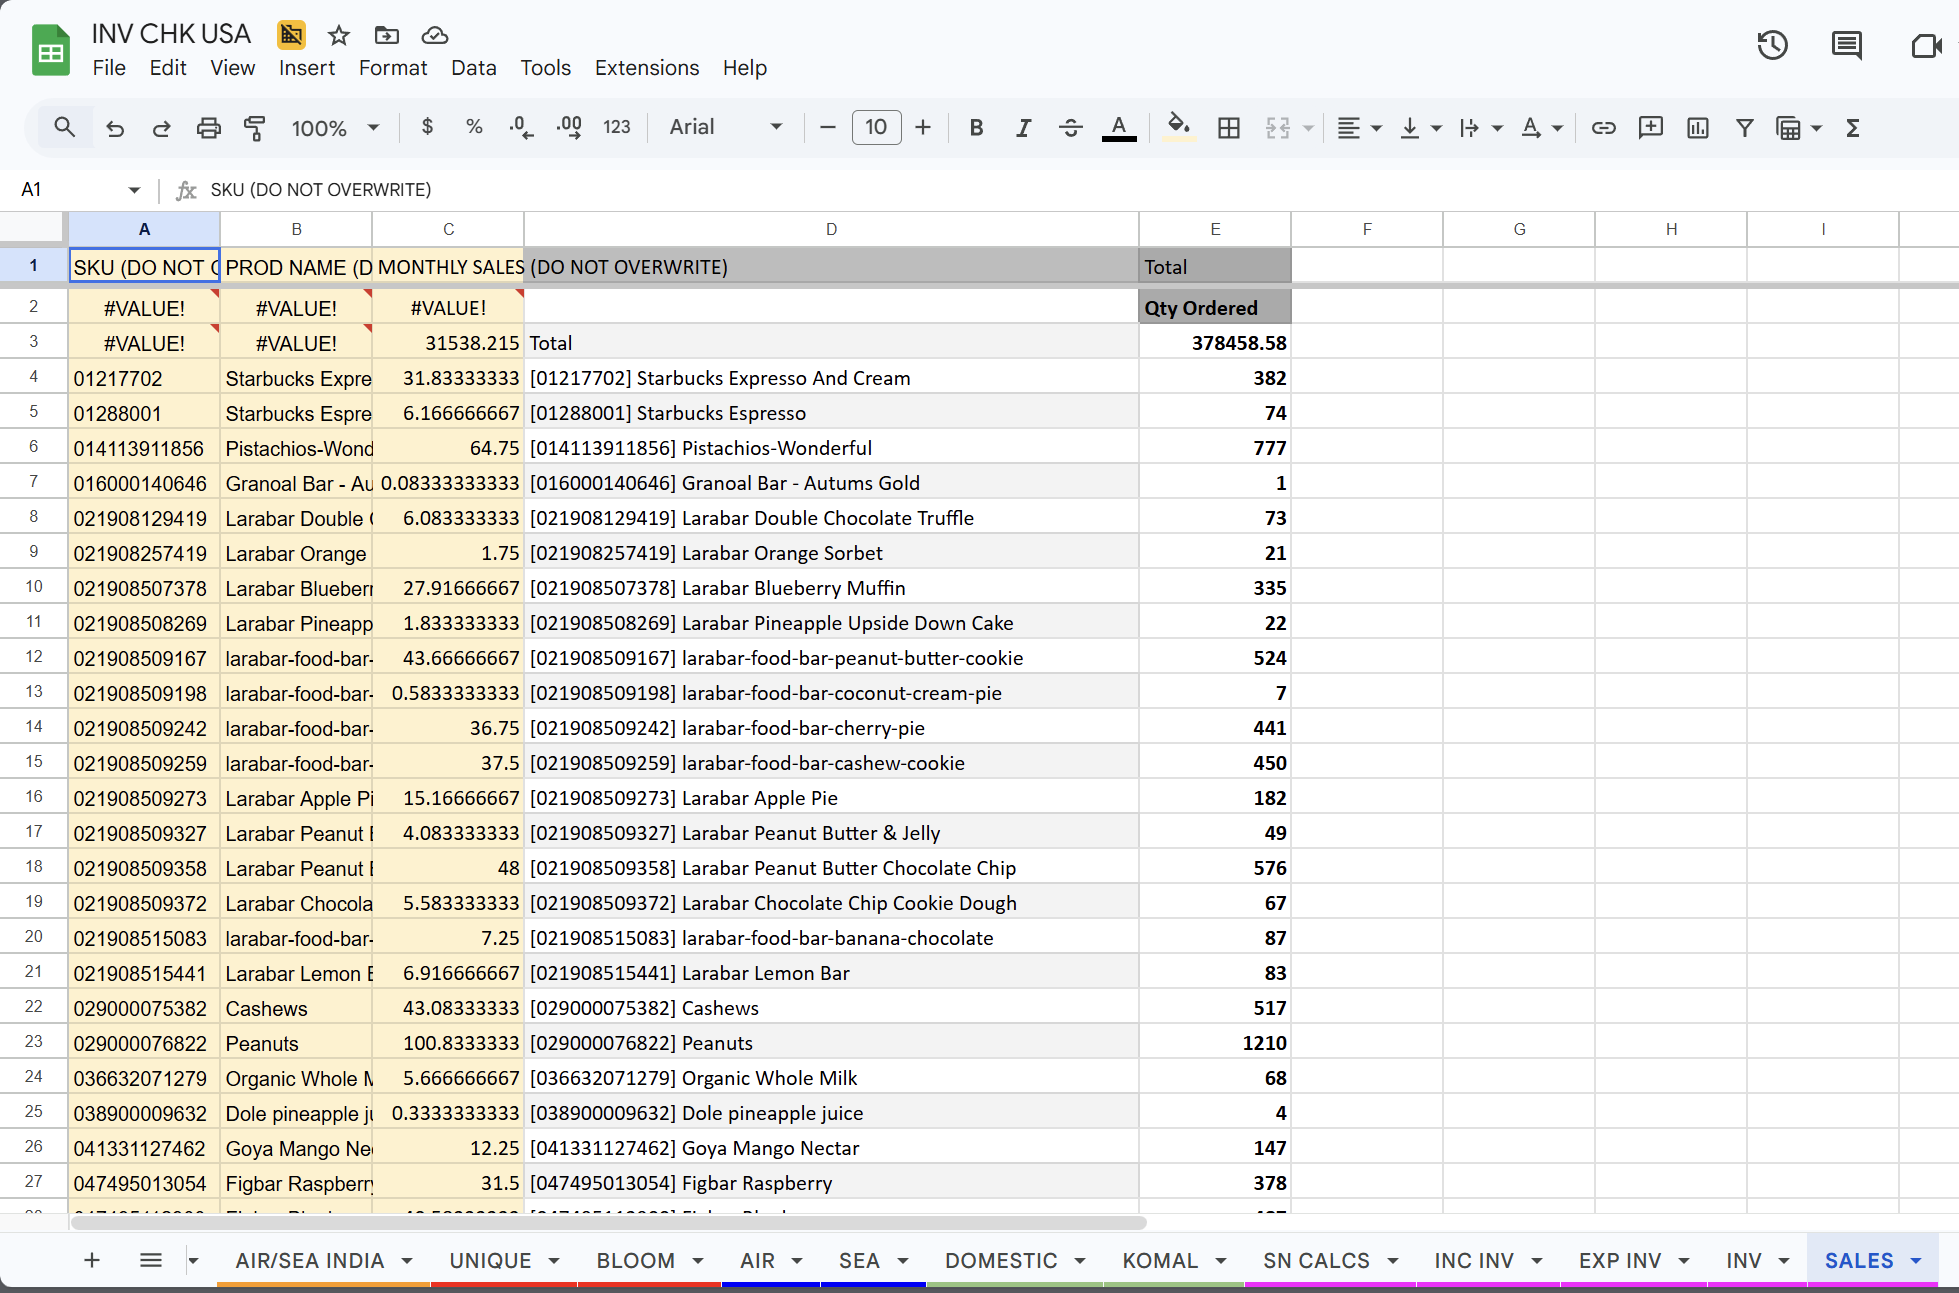 INV CHK USA
File Edit View Insert Format Data Tools Extensions Help
100% $ % .0 .00 123 Arial 10 B I A A Σ
A1 fx SKU (DO NOT OVERWRITE)
A B C D E F G H I
1 SKU (DO NOT PROD NAME (D MONTHLY SALES (DO NOT OVERWRITE) Total
2 #VALUE! #VALUE! #VALUE! Qty Ordered
3 #VALUE! #VALUE! 31538.215 Total 378458.58
4 01217702 Starbucks Expre 31.83333333 [01217702] Starbucks Expresso And Cream 382
5 01288001 Starbucks Espre 6.166666667 [01288001] Starbucks Espresso 74
6 014113911856 Pistachios-Wond 64.75 [014113911856] Pistachios-Wonderful 777
7 016000140646 Granoal Bar - Au 0.08333333333 [016000140646] Granoal Bar - Autums Gold 1
8 021908129419 Larabar Double 6.083333333 [021908129419] Larabar Double Chocolate Truffle 73
9 021908257419 Larabar Orange 1.75 [021908257419] Larabar Orange Sorbet 21
10 021908507378 Larabar Blueberr 27.91666667 [021908507378] Larabar Blueberry Muffin 335
11 021908508269 Larabar Pineapp 1.833333333 [021908508269] Larabar Pineapple Upside Down Cake 22
12 021908509167 larabar-food-bar- 43.66666667 [021908509167] larabar-food-bar-peanut-butter-cookie 524
13 021908509198 larabar-food-bar- 0.5833333333 [021908509198] larabar-food-bar-coconut-cream-pie 7
14 021908509242 larabar-food-bar- 36.75 [021908509242] larabar-food-bar-cherry-pie 441
15 021908509259 larabar-food-bar- 37.5 [021908509259] larabar-food-bar-cashew-cookie 450
16 021908509273 Larabar Apple Pi 15.16666667 [021908509273] Larabar Apple Pie 182
17 021908509327 Larabar Peanut 4.083333333 [021908509327] Larabar Peanut Butter & Jelly 49
18 021908509358 Larabar Peanut 48 [021908509358] Larabar Peanut Butter Chocolate Chip 576
19 021908509372 Larabar Chocola 5.583333333 [021908509372] Larabar Chocolate Chip Cookie Dough 67
20 021908515083 larabar-food-bar- 7.25 [021908515083] larabar-food-bar-banana-chocolate 87
21 021908515441 Larabar Lemon 6.916666667 [021908515441] Larabar Lemon Bar 83
22 029000075382 Cashews 43.08333333 [029000075382] Cashews 517
23 029000076822 Peanuts 100.8333333 [029000076822] Peanuts 1210
24 036632071279 Organic Whole 5.666666667 [036632071279] Organic Whole Milk 68
25 038900009632 Dole pineapple ju 0.3333333333 [038900009632] Dole pineapple juice 4
26 041331127462 Goya Mango Ne 12.25 [041331127462] Goya Mango Nectar 147
27 047495013054 Figbar Raspberry 31.5 [047495013054] Figbar Raspberry 378
AIR/SEA INDIA UNIQUE BLOOM AIR SEA DOMESTIC KOMAL SN CALCS INC INV EXP INV INV SALES